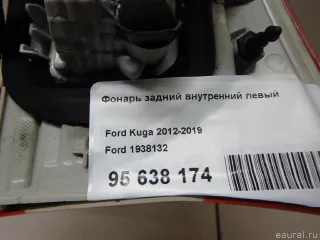 Фонарь задний внутренний левый
Ford Kuga 2012-2019
Ford 1938132
95 638 174
eaural.ru